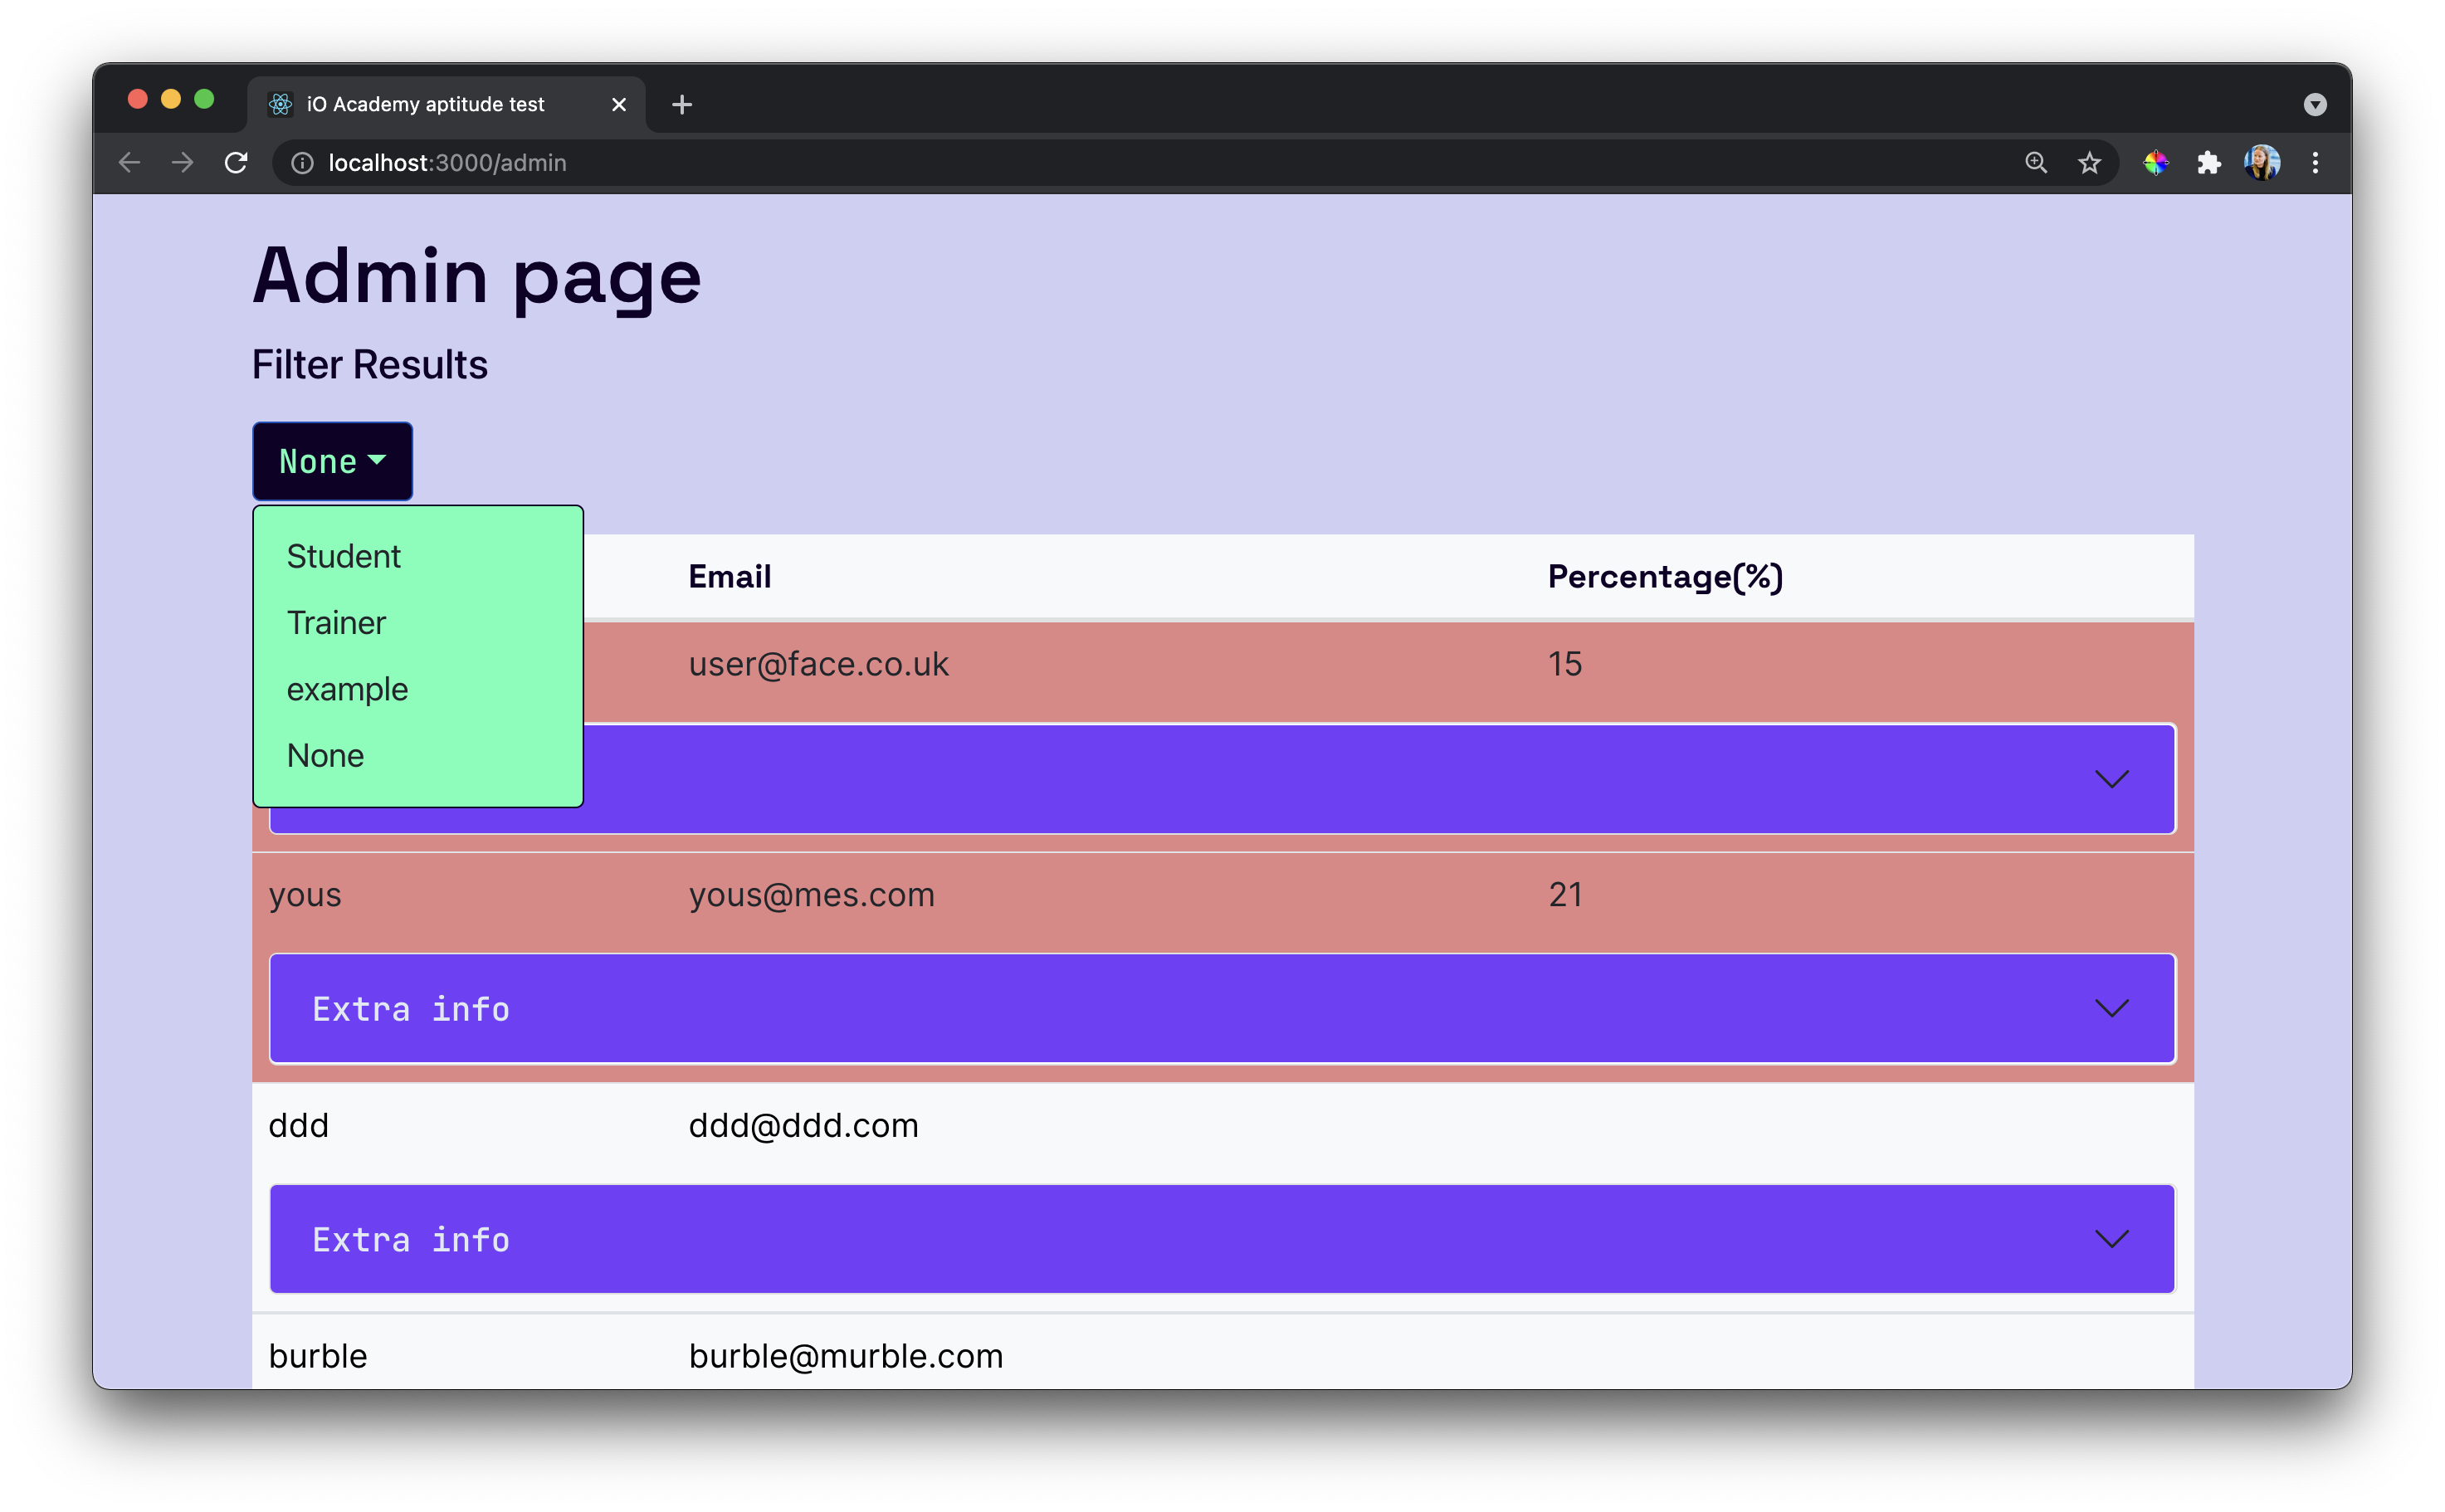 iO Academy aptitude test
localhost:3000/admin
Admin page
Filter Results
None
Student
Trainer
example
None
Email Percentage(%)
user@face.co.uk 15
yous yous@mes.com 21
Extra info
ddd ddd@ddd.com
Extra info
burble burble@murble.com